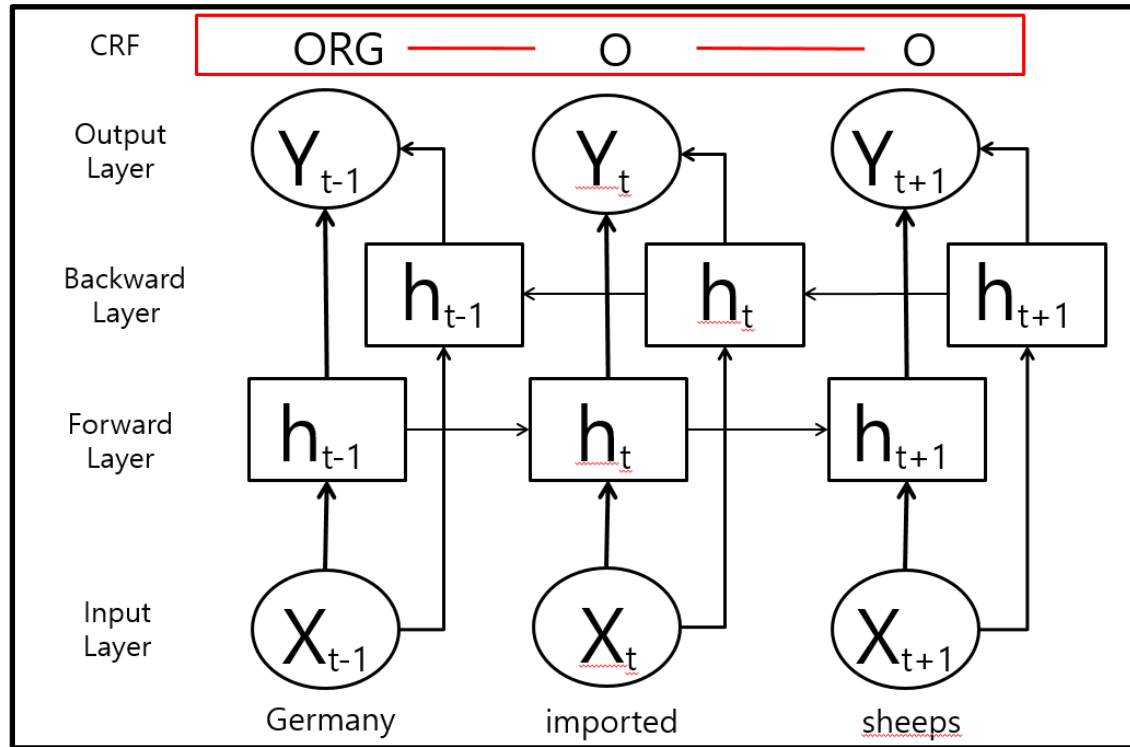 CRF ORG O O
Output
Layer
Y t-1 Y t Y t+1
Backward
Layer
h t-1 h t h t+1
Forward
Layer
h t-1 h t h t+1
Input
Layer
X t-1 X t X t+1
Germany imported sheeps